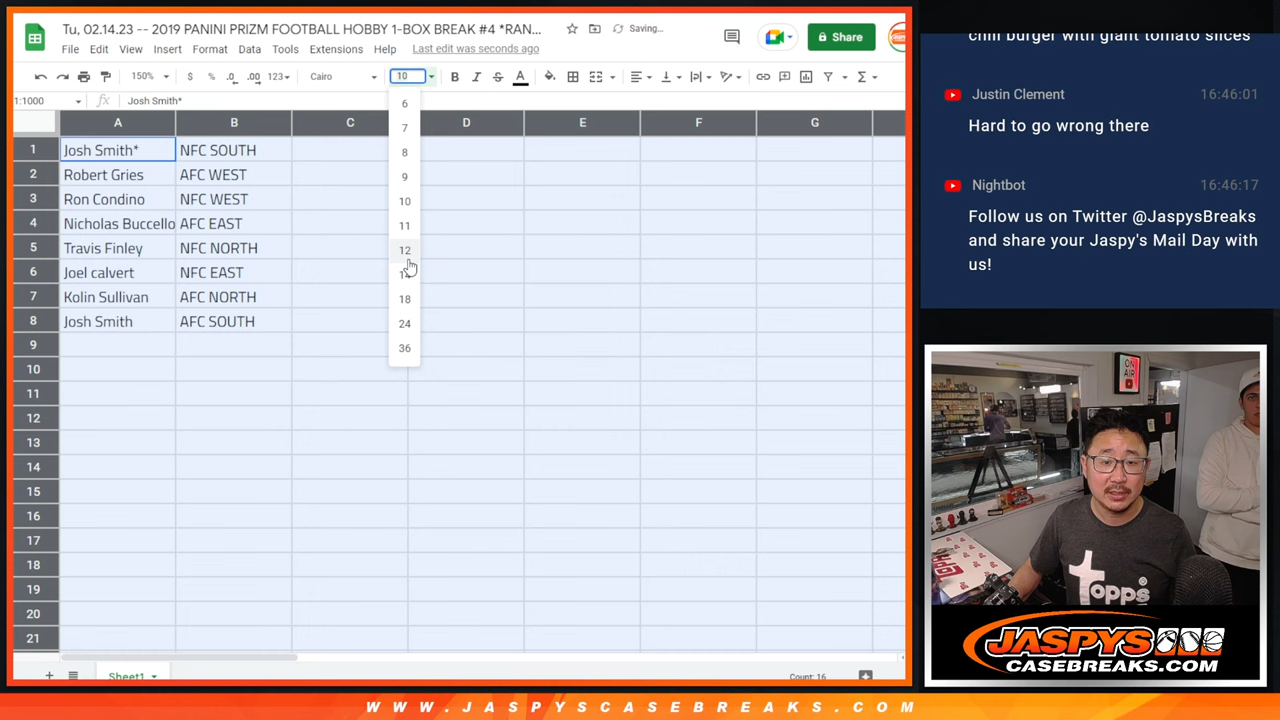 Tu, 02.14.23 -- 2019 PANINI PRIZM FOOTBALL HOBBY 1-BOX BREAK #4 *RAN...
Saving...
Share
File Edit View Insert Format Data Tools Extensions Help Last edit was seconds ago
150% $ % .0 .00 123 Cairo 10 B I S A
1:1000 fx Josh Smith*
A B C D E F G
1 Josh Smith* NFC SOUTH
2 Robert Gries AFC WEST
3 Ron Condino NFC WEST
4 Nicholas Buccello AFC EAST
5 Travis Finley NFC NORTH
6 Joel calvert NFC EAST
7 Kolin Sullivan AFC NORTH
8 Josh Smith AFC SOUTH
9
10
11
12
13
14
15
16
17
18
19
20
21
6
7
8
9
10
11
12
18
24
36
Sheet1
Count: 16
chili burger with giant tomato slices
Justin Clement 16:46:01
Hard to go wrong there
Nightbot 16:46:17
Follow us on Twitter @JaspysBreaks
and share your Jaspy's Mail Day with
us!
ON
AIR
topps
JASPYS
CASEBREAKS.COM
WWW.JASPYSCASEBREAKS.COM